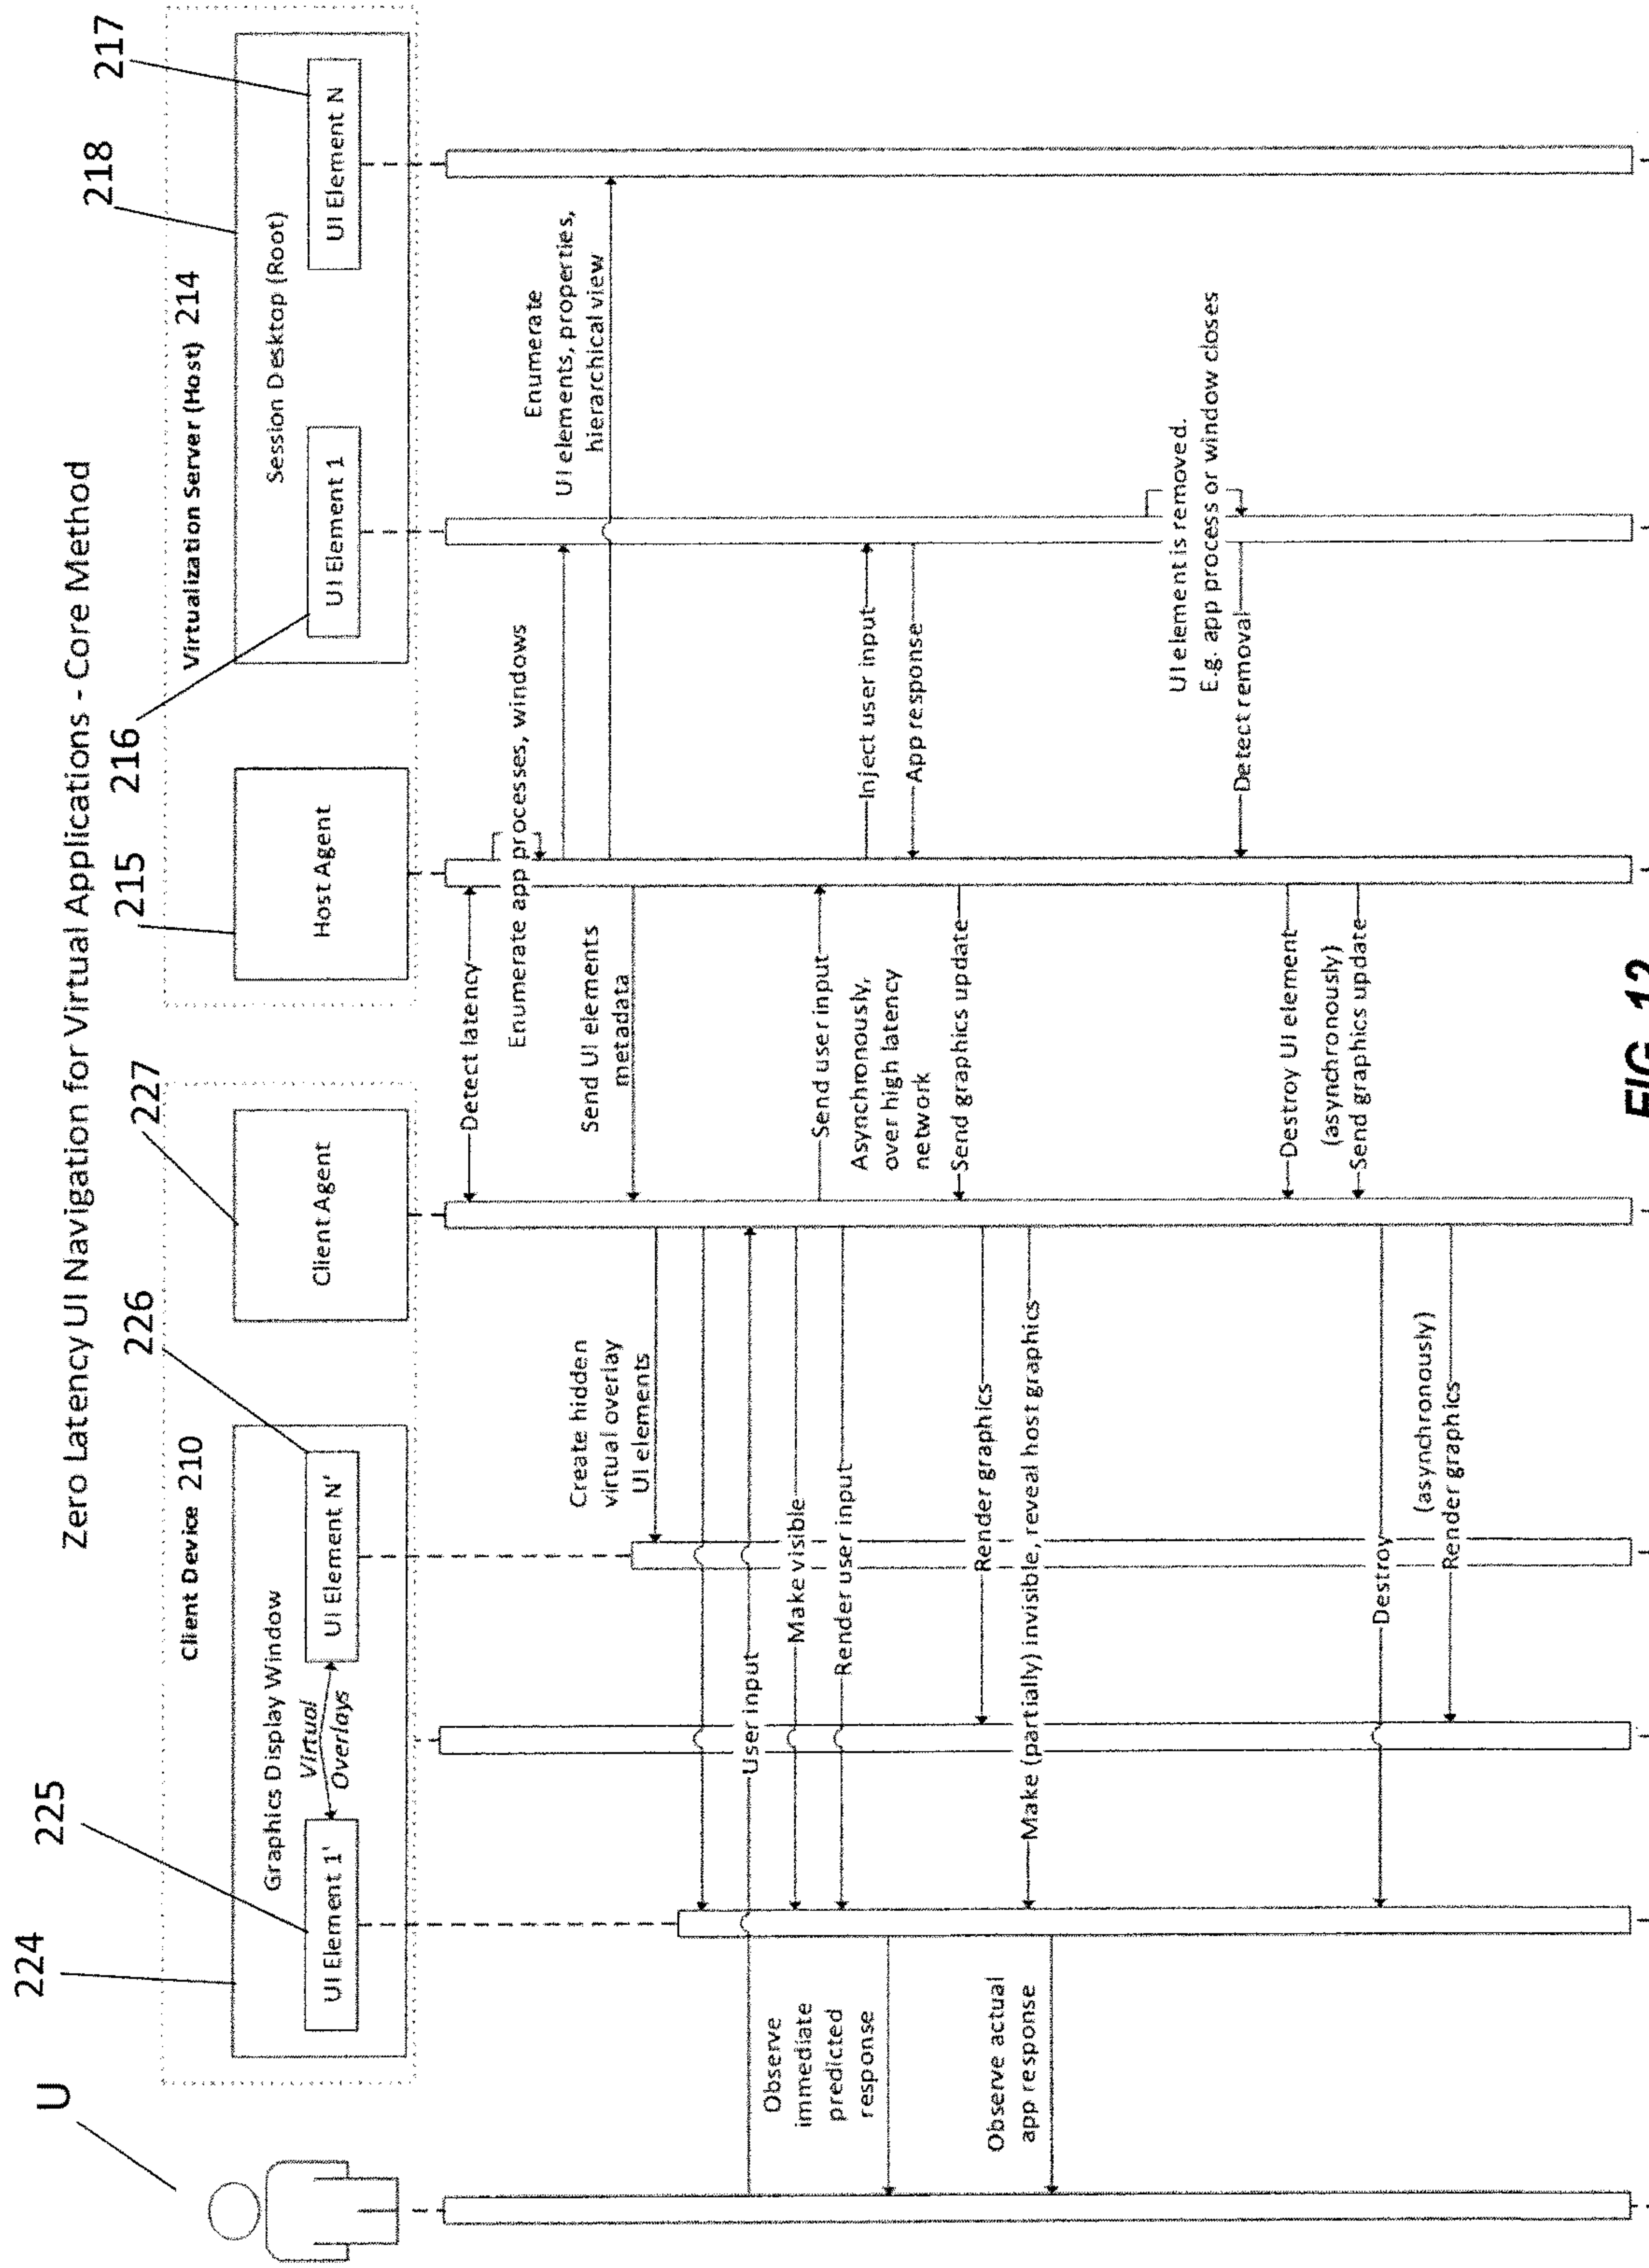 Zero Latency UI Navigation for Virtual Applications - Core Method
U
224
225
226
227
215
216
218
217
Client Device 210
Virtualization Server (Host) 214
Graphics Display Window
Session Desktop (Root)
UI Element 1'
Virtual
Overlays
UI Element N'
Client Agent
Host Agent
UI Element 1
UI Element N
Detect latency
Enumerate app processes, windows
Enumerate
UI elements, properties,
hierarchical view
Send UI elements
metadata
Create hidden
virtual overlay
UI elements
User input
Make visible
Send user input
Render user input
Inject user input
Observe
immediate
predicted
response
Asynchronously,
over high latency
network
App response
Send graphics update
Render graphics
Make (partially) invisible, reveal host graphics
Observe actual
app response
UI element is removed.
E.g. app process or window closes
Detect removal
Destroy UI element
(asynchronously)
Send graphics update
Destroy
(asynchronously)
Render graphics
FIG. 12